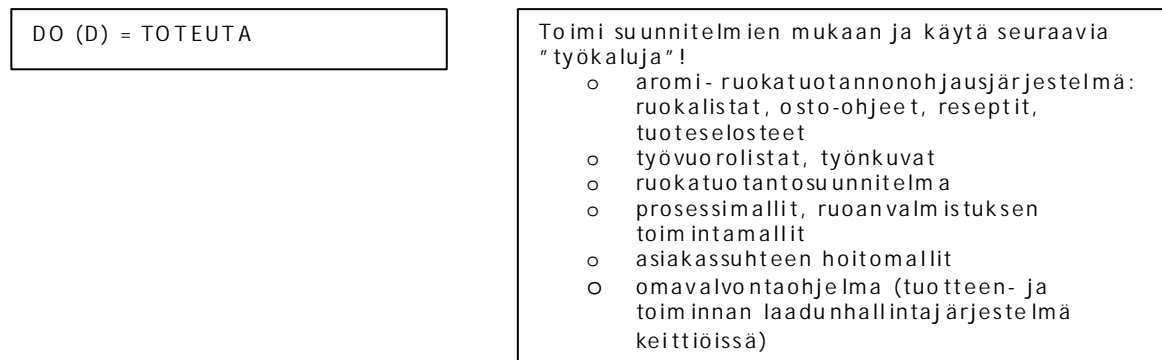 DO (D) = TOTEUTA
Toimi suunnitelmien mukaan ja käytä seuraavia
"työkaluja"!
o aromi- ruokatuotannonohjausjärjestelmä:
ruokalistat, osto-ohjeet, reseptit,
tuoteselosteet
o työvuorolistat, työnkuvat
o ruokatuotantosuunnitelma
o prosessimallit, ruoanvalmistuksen
toimintamallit
o asiakassuhteen hoitomallit
o omavalvontaohjelma (tuotteen- ja
toiminnan laadunhallintajärjestelmä
keittiöissä)